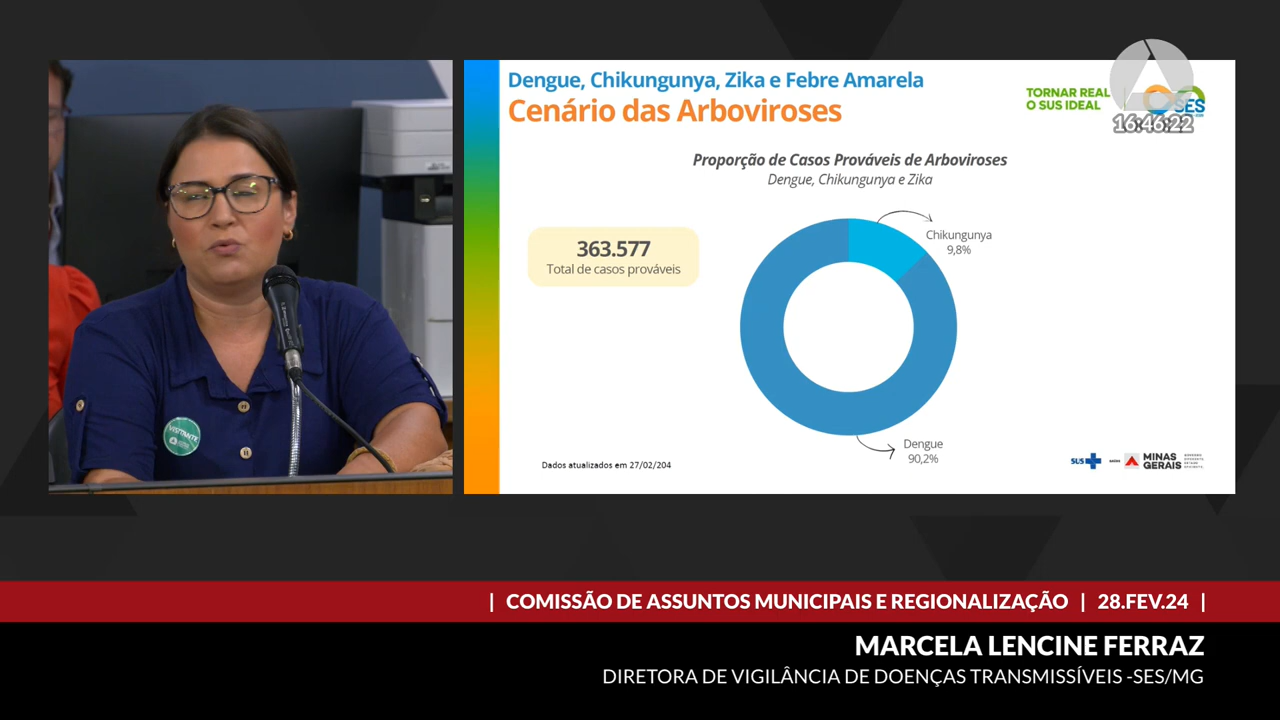 Dengue, Chikungunya, Zika e Febre Amarela
Cenário das Arboviroses
TORNAR REAL
O SUS IDEAL
SES
16:46:22
Proporção de Casos Prováveis de Arboviroses
Dengue, Chikungunya e Zika
363.577
Total de casos prováveis
Chikungunya
9,8%
Dengue
90,2%
Dados atualizados em 27/02/204
SUS
MINAS
GERAIS
VISITANTE
| COMISSÃO DE ASSUNTOS MUNICIPAIS E REGIONALIZAÇÃO | 28.FEV.24 |
MARCELA LENCINE FERRAZ
DIRETORA DE VIGILÂNCIA DE DOENÇAS TRANSMISSÍVEIS -SES/MG